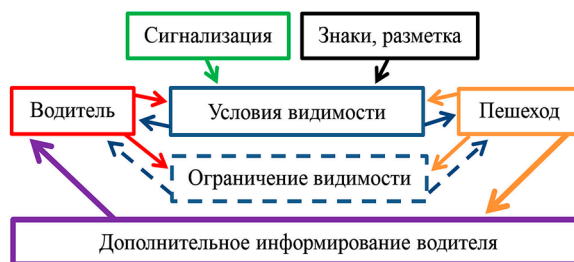 Сигнализация
Знаки, разметка
Водитель
Условия видимости
Пешеход
Ограничение видимости
Дополнительное информирование водителя